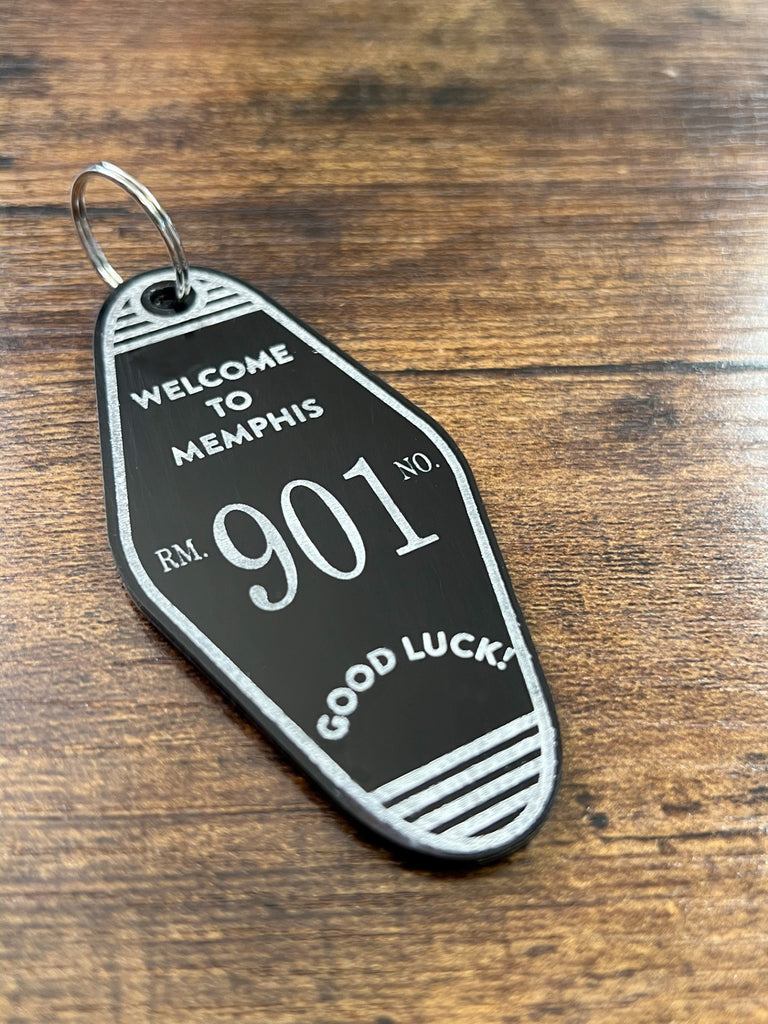 WELCOME
TO
MEMPHIS
RM. 901 NO.
GOOD LUCK!